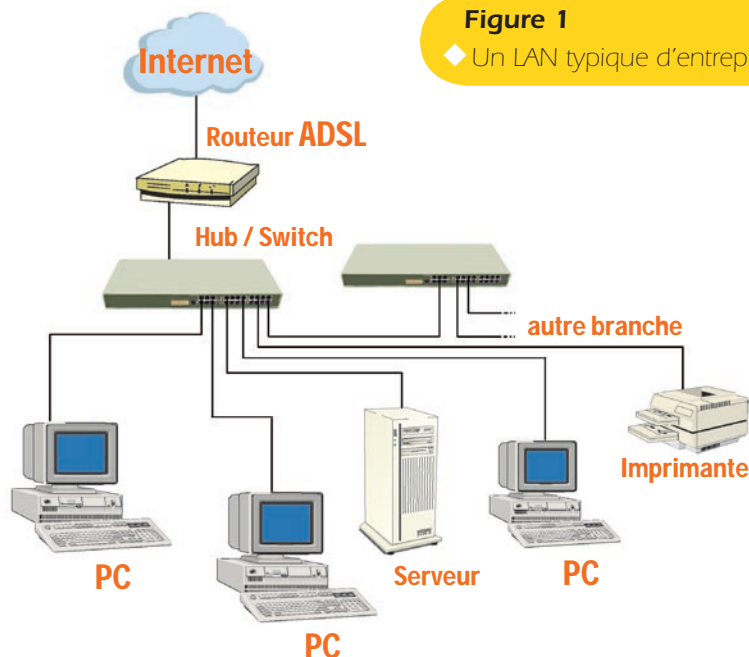 Figure 1
Un LAN typique d'entrep
Internet
Routeur ADSL
Hub / Switch
autre branche
Imprimante
PC
Serveur
PC
PC